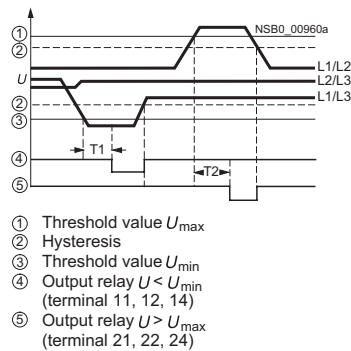 ① NSB0_00960a
②
L1/L2
U L2/L3
② L1/L3
③
④ T1
⑤ T2
① Threshold value Umax
② Hysteresis
③ Threshold value Umin
④ Output relay U < Umin
(terminal 11, 12, 14)
⑤ Output relay U > Umax
(terminal 21, 22, 24)